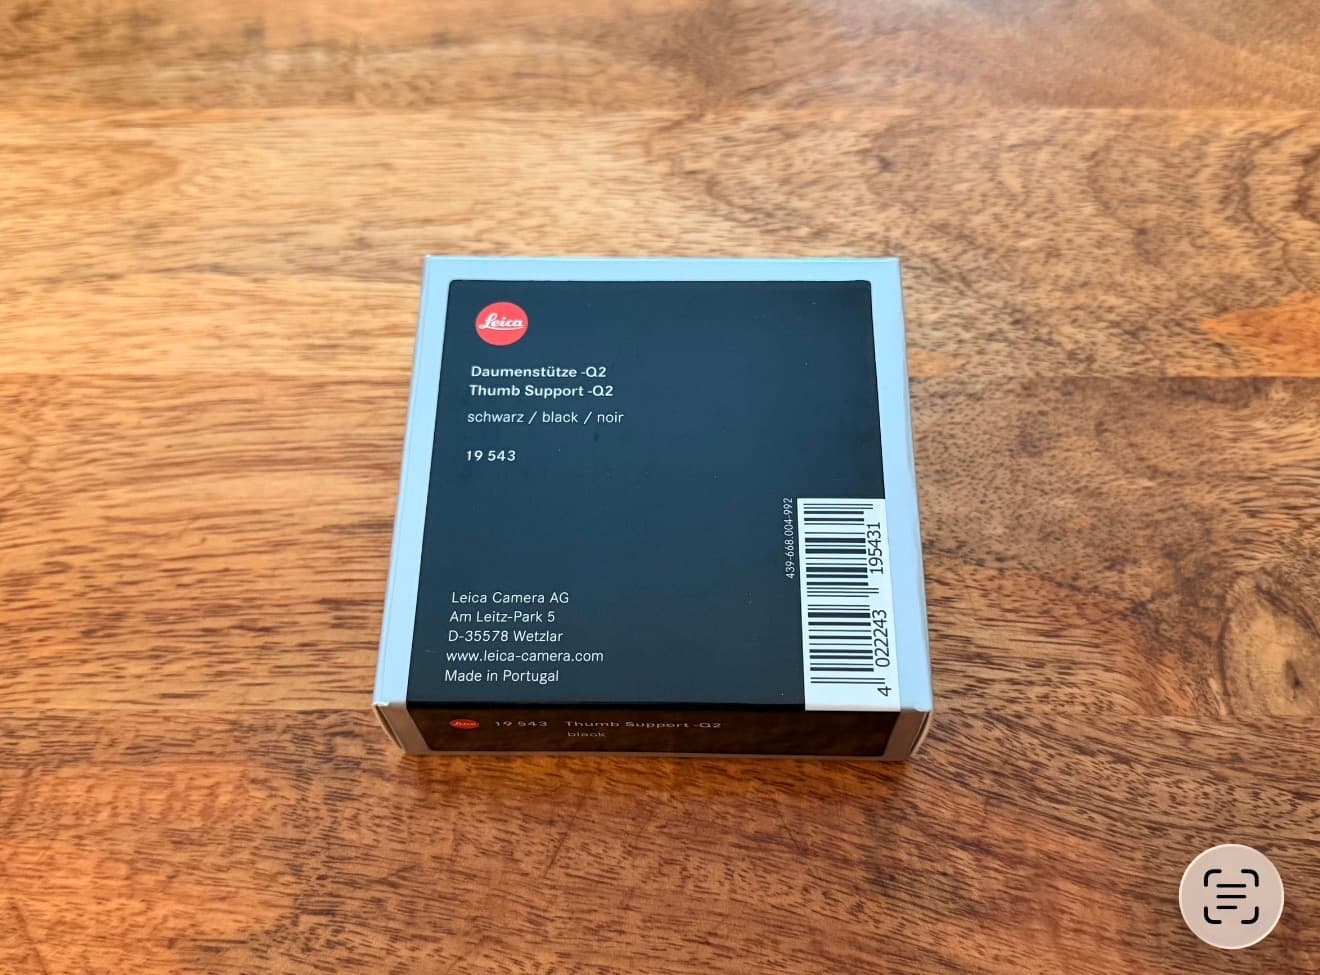 Leica
Daumenstütze -Q2
Thumb Support -Q2
schwarz / black / noir
19 543
439-668.004-992
4 022243 195431
Leica Camera AG
Am Leitz-Park 5
D-35578 Wetzlar
www.leica-camera.com
Made in Portugal
Leica 19 543 Thumb Support -Q2
black